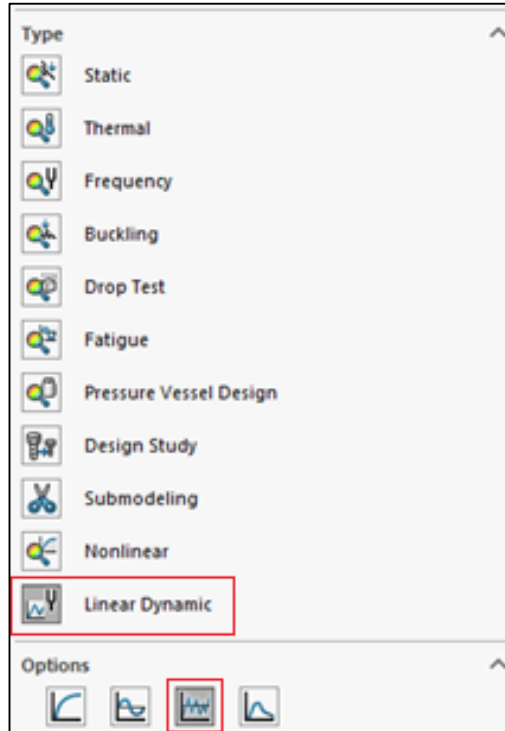 Type
Static
Thermal
Frequency
Buckling
Drop Test
Fatigue
Pressure Vessel Design
Design Study
Submodeling
Nonlinear
Linear Dynamic
Options